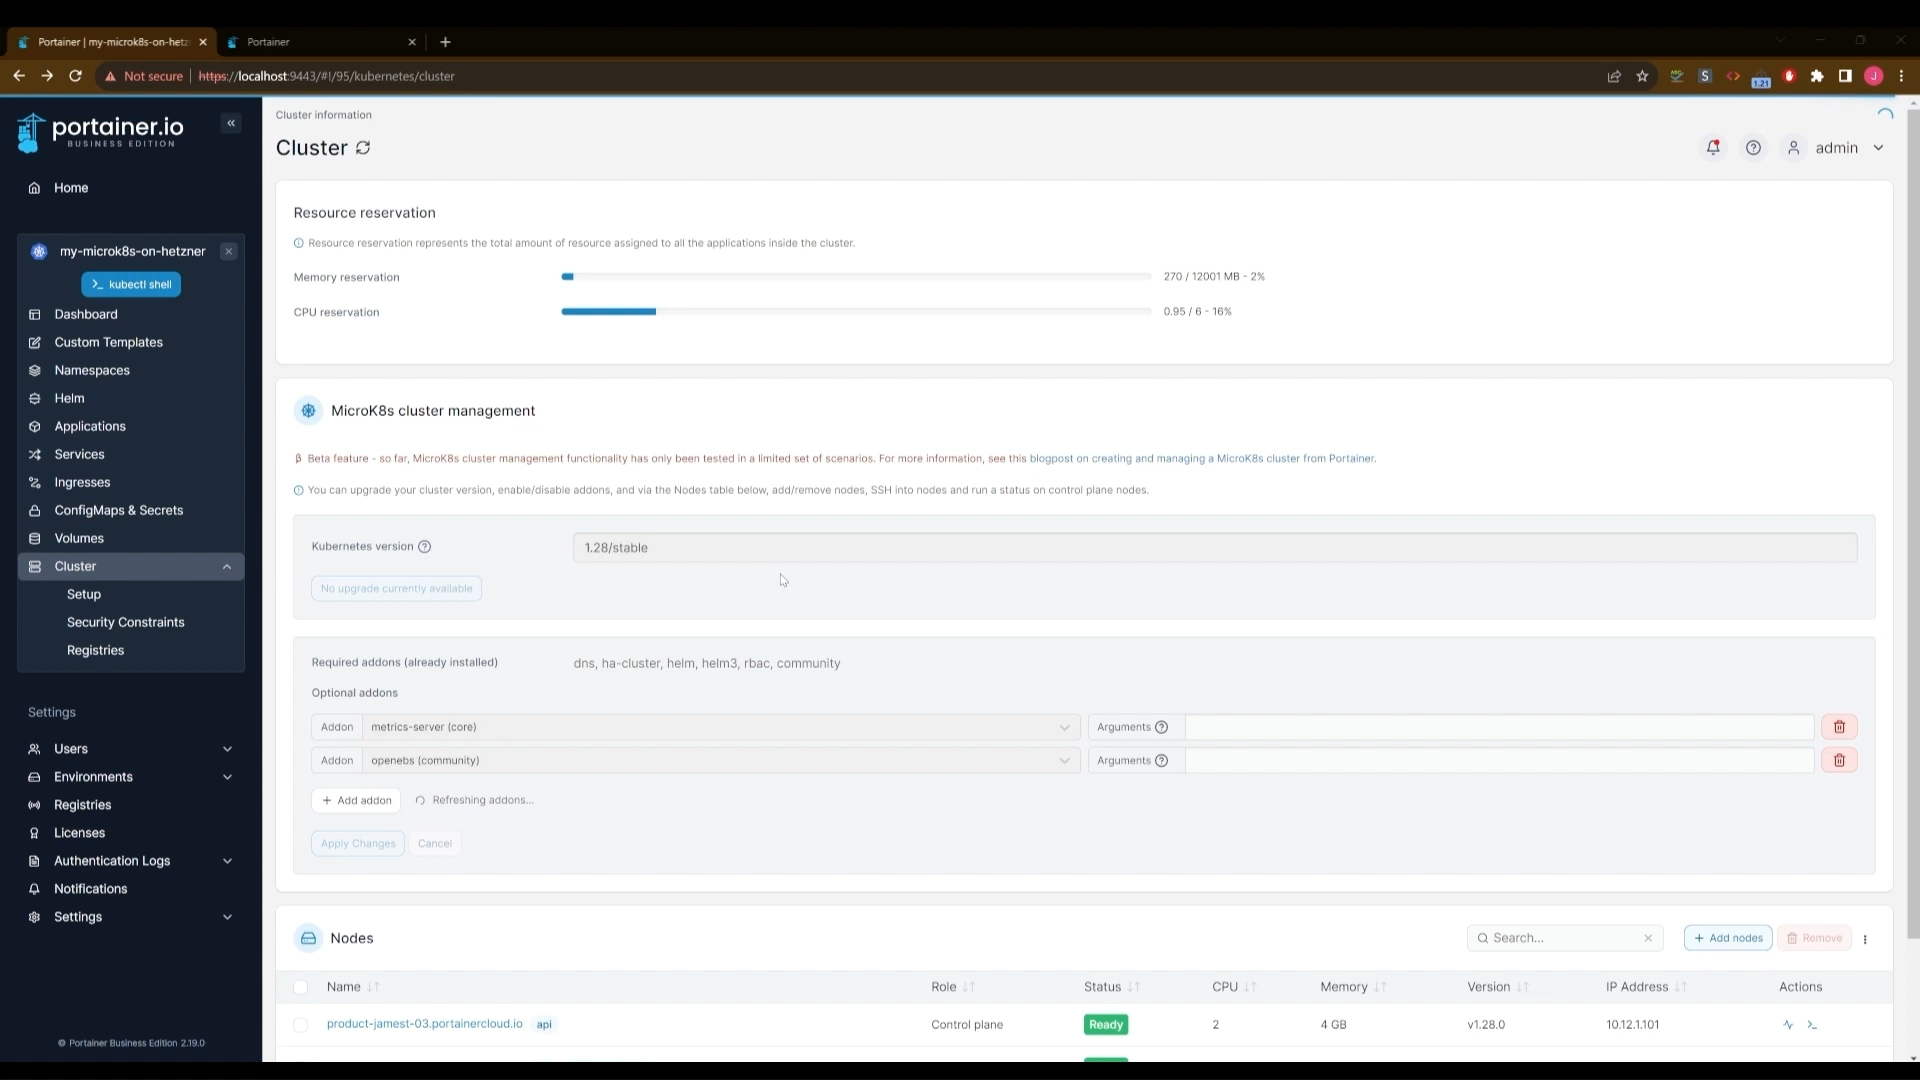 Portainer | my-microk8s-on-hetz
Portainer
Not secure
https://localhost:9443/#!/95/kubernetes/cluster
S
1.21
J
portainer.io
BUSINESS EDITION
Home
my-microk8s-on-hetzner
>_ kubectl shell
Dashboard
Custom Templates
Namespaces
Helm
Applications
Services
Ingresses
ConfigMaps & Secrets
Volumes
Cluster
Setup
Security Constraints
Registries
Settings
Users
Environments
Registries
Licenses
Authentication Logs
Notifications
Settings
© Portainer Business Edition 2.19.0
Cluster information
Cluster
admin
Resource reservation
Resource reservation represents the total amount of resource assigned to all the applications inside the cluster.
Memory reservation 270 / 12001 MB - 2%
CPU reservation 0.95 / 6 - 16%
MicroK8s cluster management
β Beta feature - so far, MicroK8s cluster management functionality has only been tested in a limited set of scenarios. For more information, see this blogpost on creating and managing a MicroK8s cluster from Portainer.
You can upgrade your cluster version, enable/disable addons, and via the Nodes table below, add/remove nodes, SSH into nodes and run a status on control plane nodes.
Kubernetes version 1.28/stable
No upgrade currently available
Required addons (already installed) dns, ha-cluster, helm, helm3, rbac, community
Optional addons
Addon metrics-server (core) Arguments
Addon openebs (community) Arguments
+ Add addon Refreshing addons...
Apply Changes Cancel
Nodes Search... + Add nodes Remove
Name Role Status CPU Memory Version IP Address Actions
product-jamest-03.portainercloud.io api Control plane Ready 2 4 GB v1.28.0 10.12.1.101